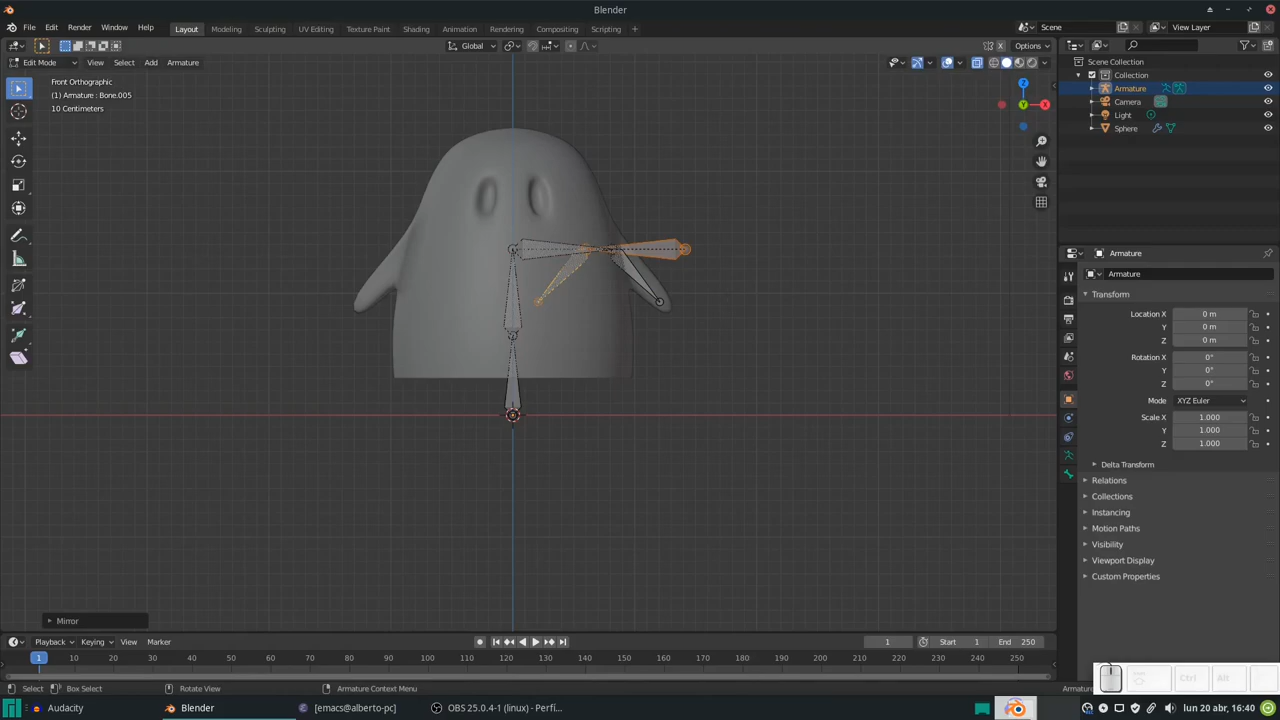 Blender
File Edit Render Window Help Layout Modeling Sculpting UV Editing Texture Paint Shading Animation Rendering Compositing Scripting Scene View Layer
Global Options
Edit Mode View Select Add Armature X Scene Collection
Front Orthographic Collection
(1) Armature : Bone.005 Armature
10 Centimeters Camera
Light
Sphere
Armature
Armature
Transform
Location X 0 m
Y 0 m
Z 0 m
Rotation X 0°
Y 0°
Z 0°
Mode XYZ Euler
Scale X 1.000
Y 1.000
Z 1.000
Delta Transform
Relations
Collections
Instancing
Motion Paths
Visibility
Viewport Display
Custom Properties
Mirror
Playback Keying View Marker 1 Start 1 End 250
1 10 20 30 40 50 60 70 80 90 100 110 120 130 140 150 160 170 180 190 200 210 220 230 240 250
Select Box Select Rotate View Armature Context Menu Ctrl Alt
Audacity Blender [emacs@alberto-pc] OBS 25.0.4-1 (linux) - Perfi... lun 20 abr, 16:40